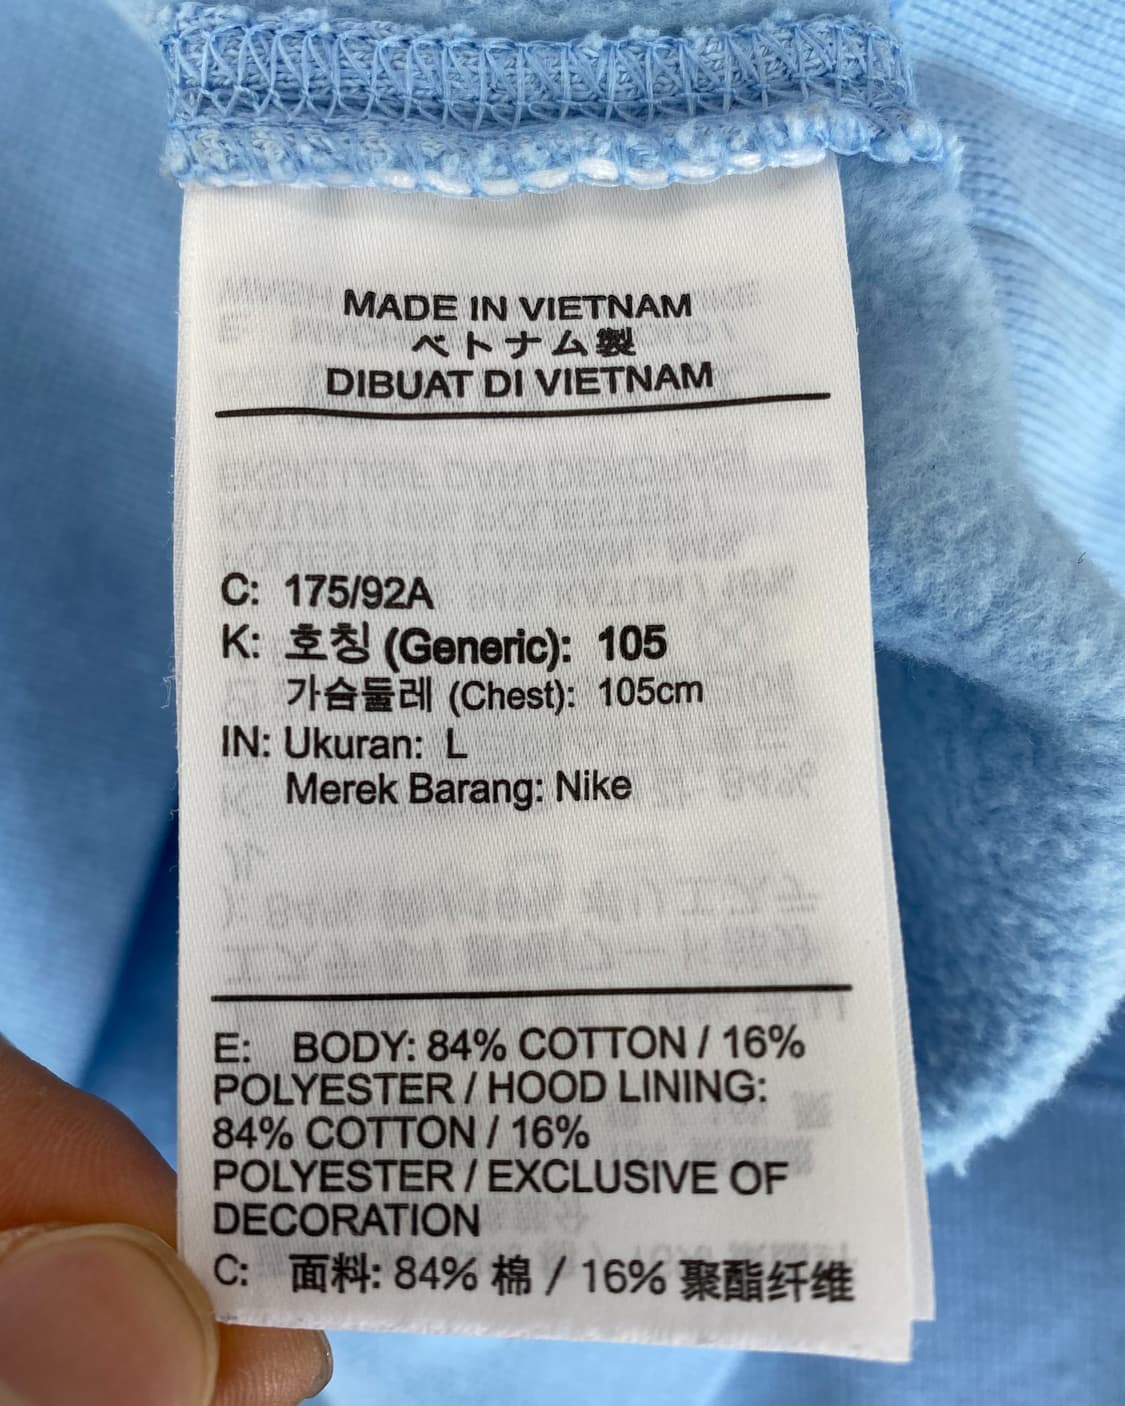 MADE IN VIETNAM
ベトナム製
DIBUAT DI VIETNAM
C: 175/92A
K: 호칭 (Generic): 105
가슴둘레 (Chest): 105cm
IN: Ukuran: L
Merek Barang: Nike
E: BODY: 84% COTTON / 16%
POLYESTER / HOOD LINING:
84% COTTON / 16%
POLYESTER / EXCLUSIVE OF
DECORATION
C: 面料: 84% 棉 / 16% 聚酯纤维